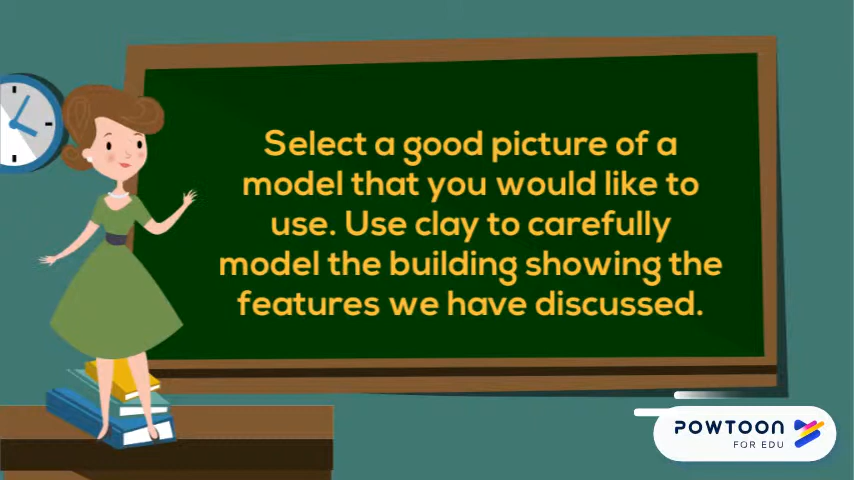 Select a good picture of a
model that you would like to
use. Use clay to carefully
model the building showing the
features we have discussed.
POWTOON
FOR EDU